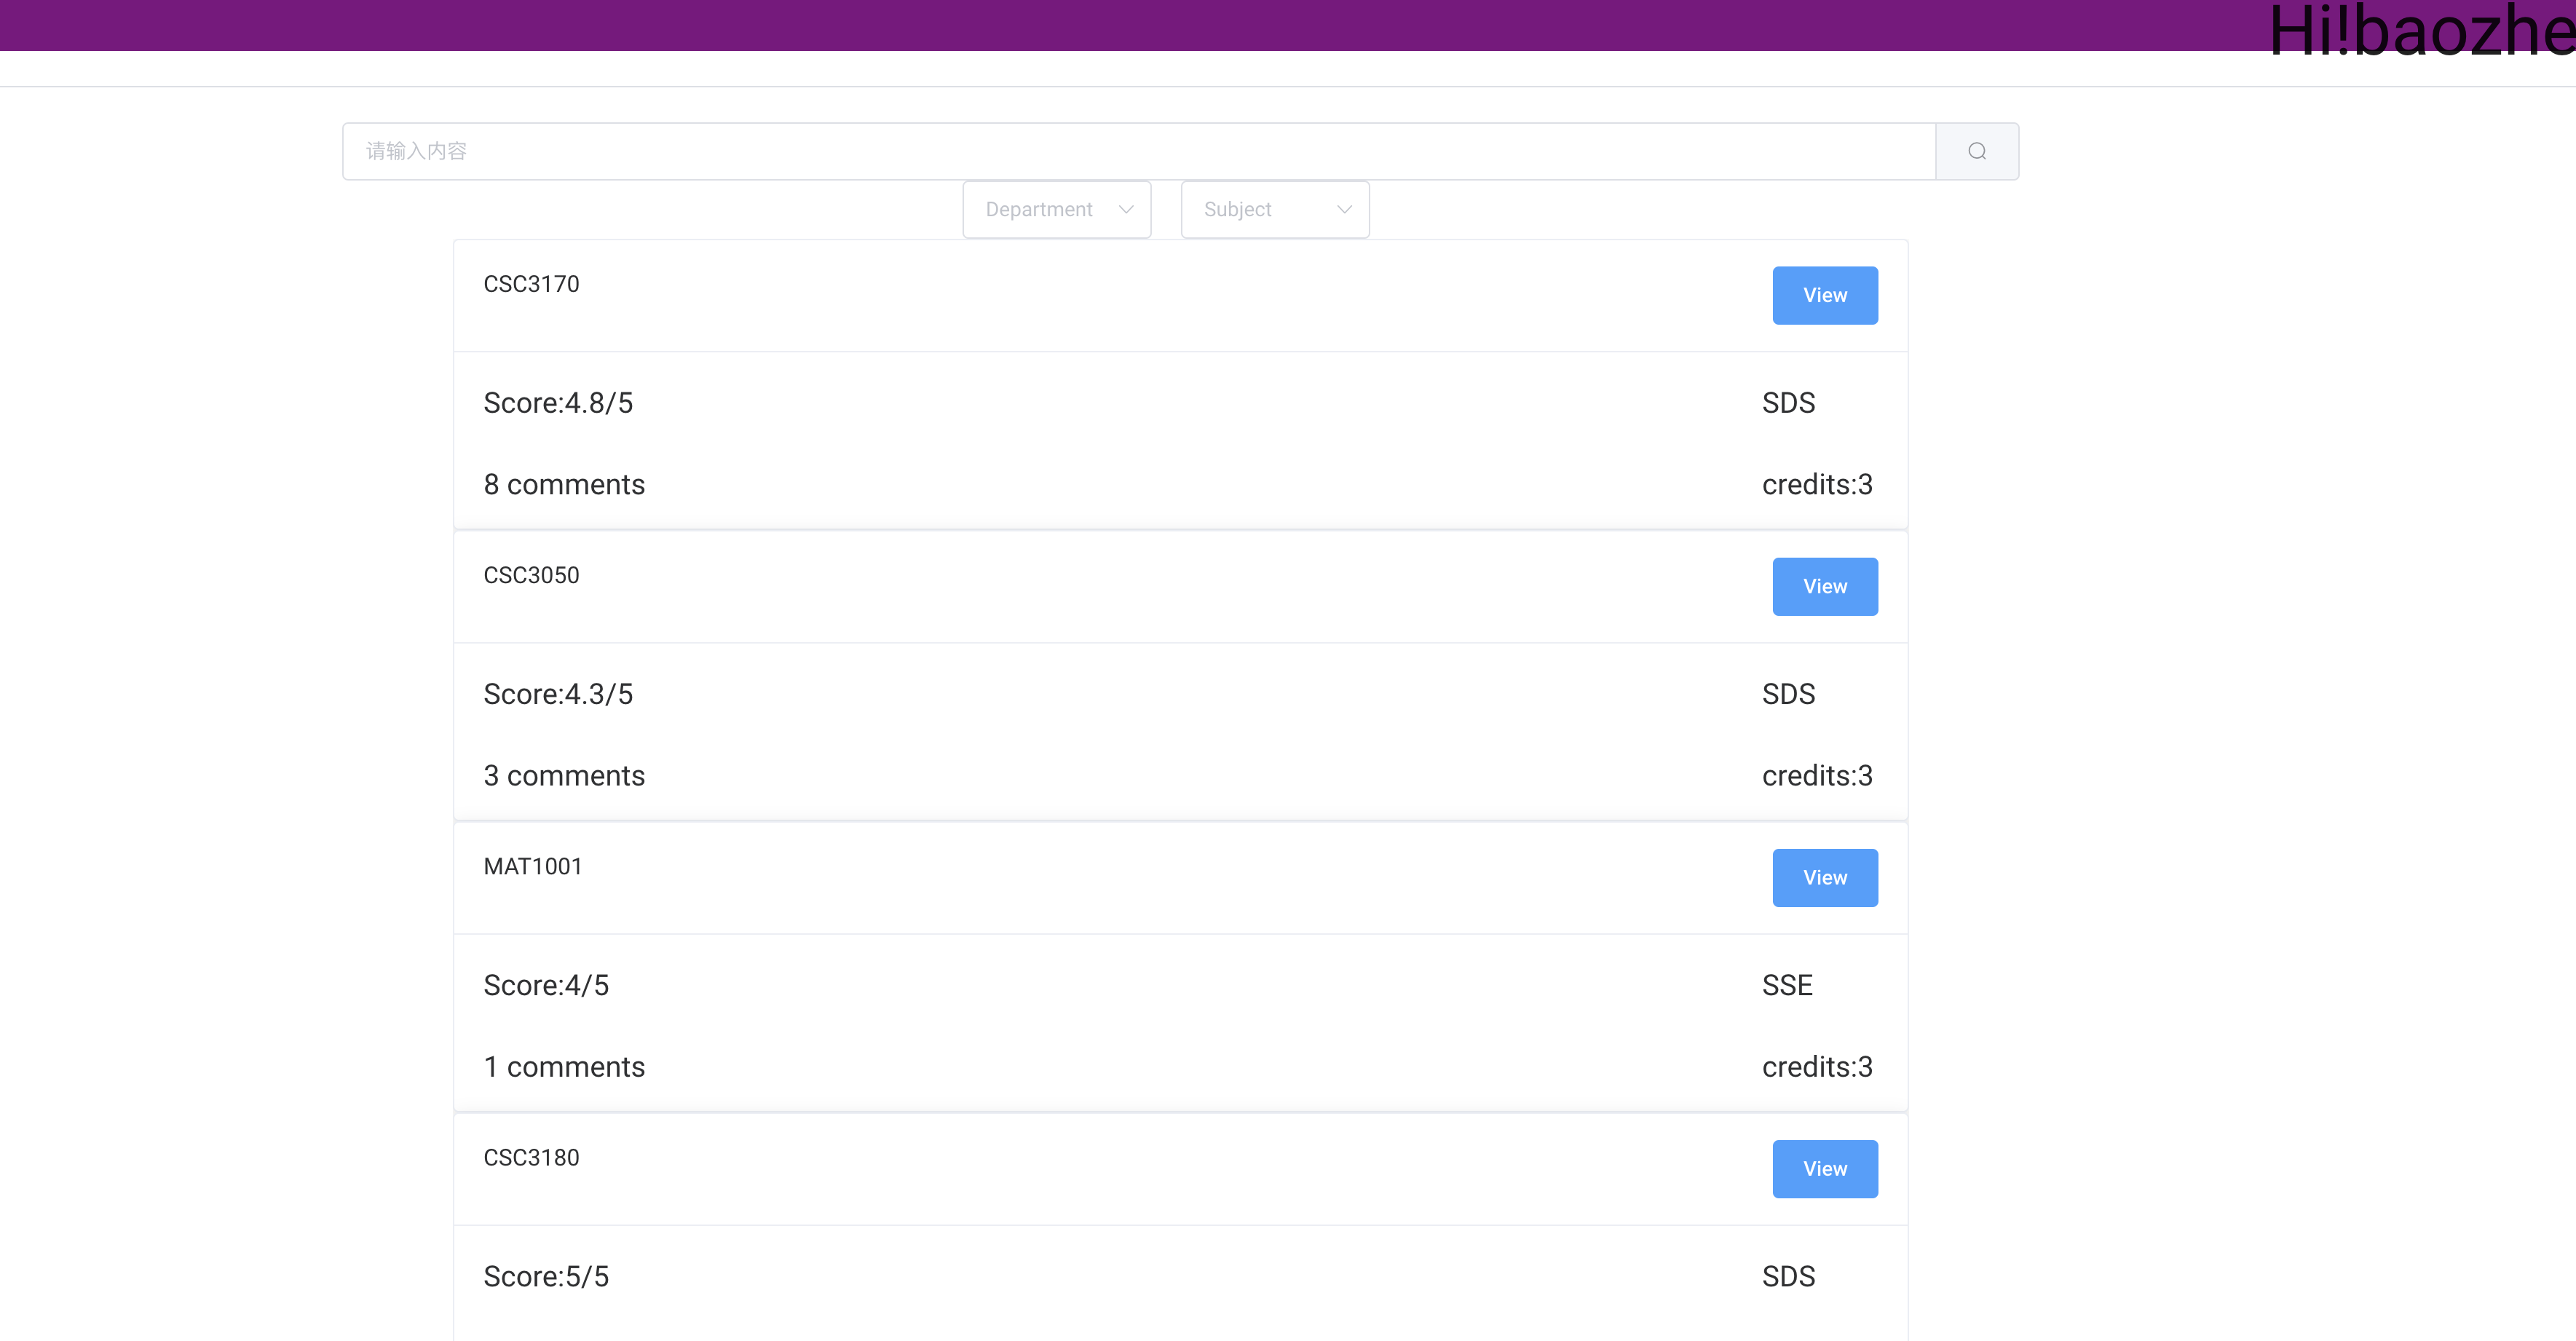 Hi!baozhe
请输入内容
Department
Subject
CSC3170
View
Score:4.8/5
SDS
8 comments
credits:3
CSC3050
View
Score:4.3/5
SDS
3 comments
credits:3
MAT1001
View
Score:4/5
SSE
1 comments
credits:3
CSC3180
View
Score:5/5
SDS